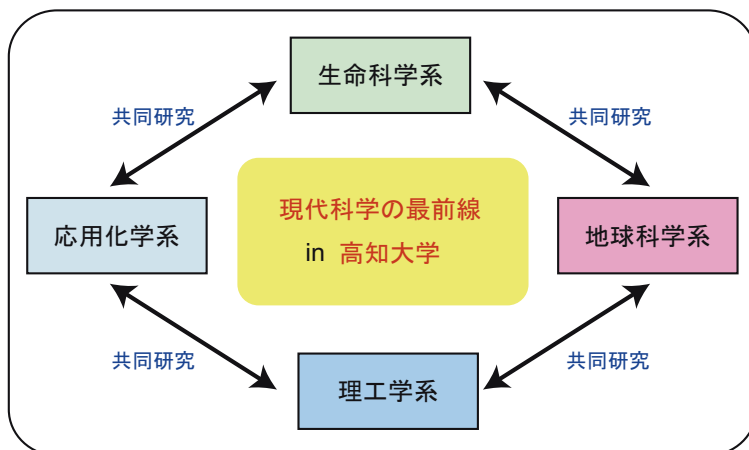 生命科学系
共同研究
共同研究
現代科学の最前線
応用化学系
地球科学系
in 高知大学
共同研究
共同研究
理工学系